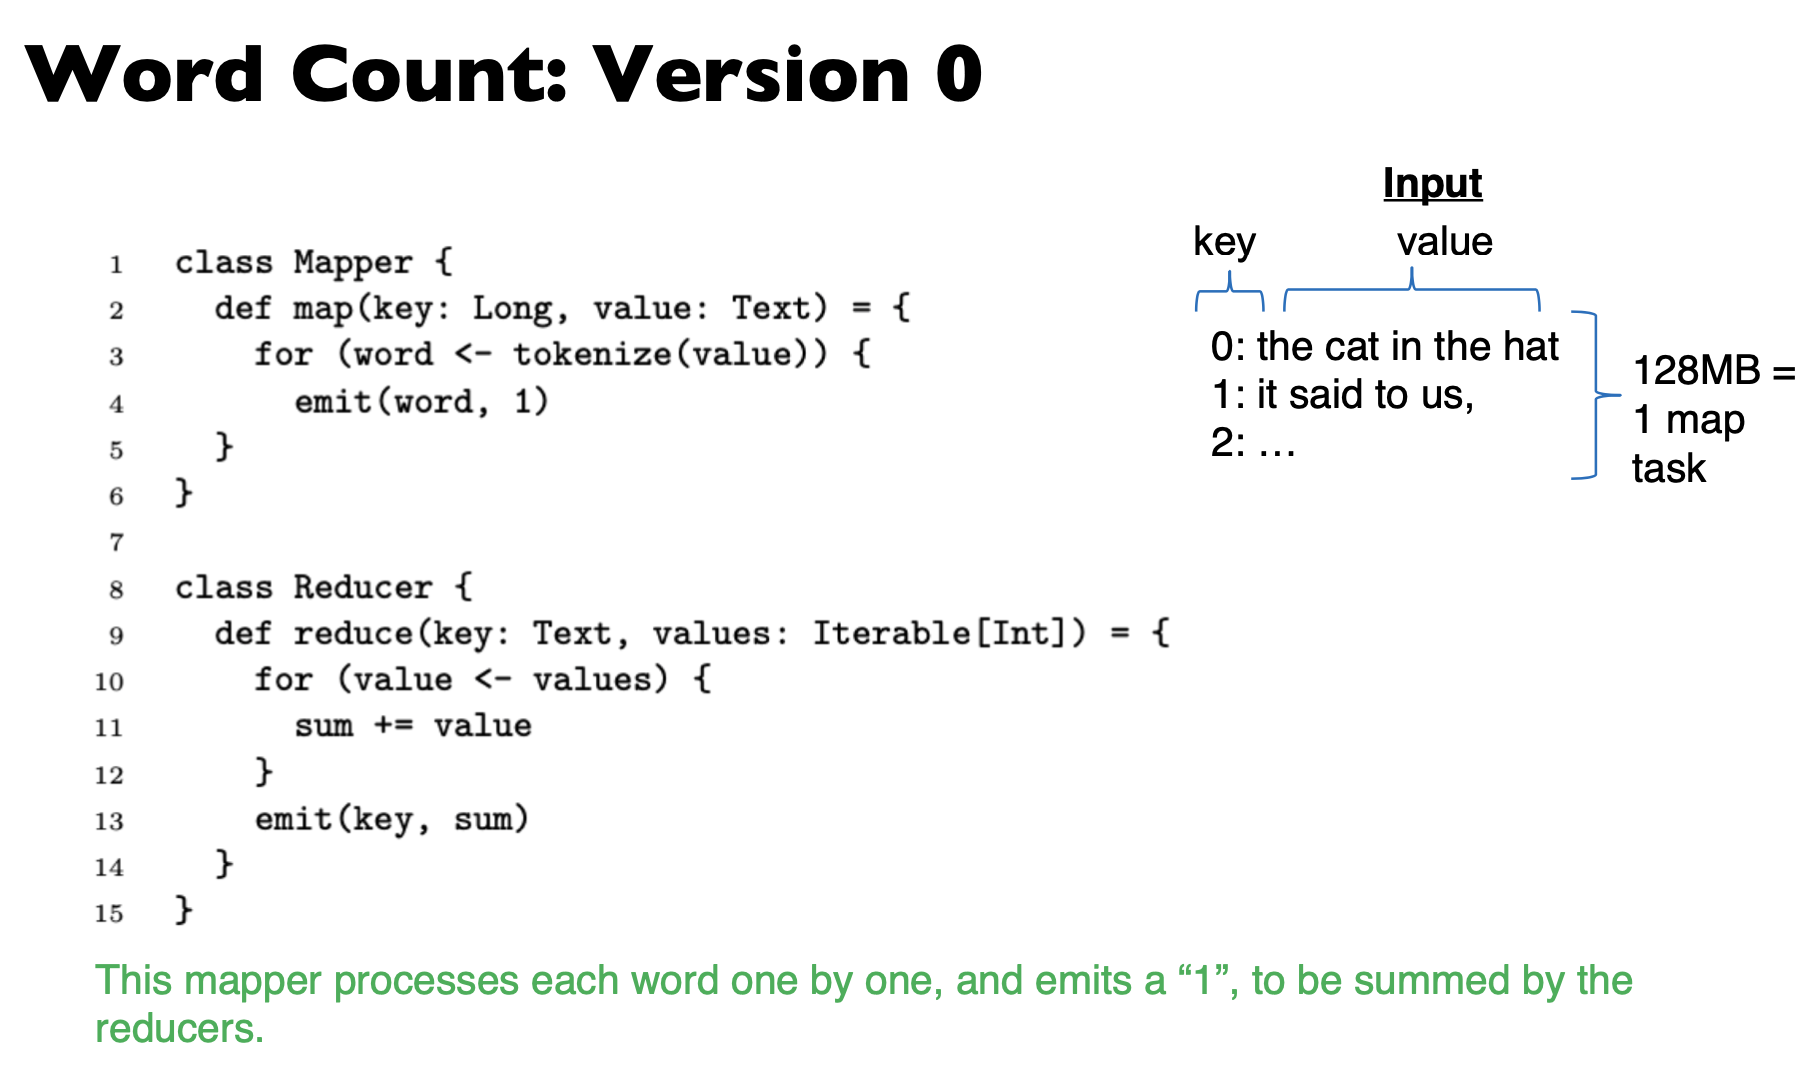 Word Count: Version 0
Input
key value
0: the cat in the hat
1: it said to us,
2: …
128MB =
1 map
task
1 class Mapper {
2 def map(key: Long, value: Text) = {
3 for (word <- tokenize(value)) {
4 emit(word, 1)
5 }
6 }
7
8 class Reducer {
9 def reduce(key: Text, values: Iterable[Int]) = {
10 for (value <- values) {
11 sum += value
12 }
13 emit(key, sum)
14 }
15 }
This mapper processes each word one by one, and emits a “1”, to be summed by the
reducers.